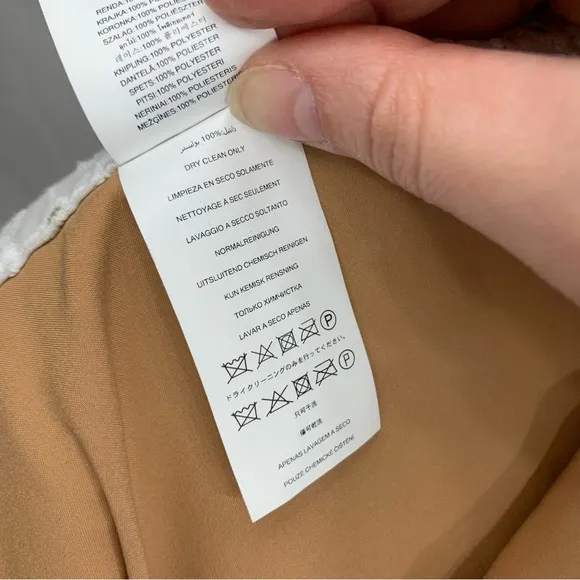 RENDA:100% POLIÉSTER
KRAJKA:100% POLYESTER
KORONKA:100% POLIESTER
SZALAG:100% POLIÉSZTER
레이스:100% 폴리에스터
KNIPLING:100% POLYESTER
DANTELĂ:100% POLIESTER
SPETS:100% POLYESTER
PITSI:100% POLYESTERI
NERINIAI:100% POLIESTERIS
MEŽĢĪNES:100% POLIESTERIS
دانتيل:%100 بوليستر
DRY CLEAN ONLY
LIMPIEZA EN SECO SOLAMENTE
NETTOYAGE À SEC SEULEMENT
LAVAGGIO A SECCO SOLTANTO
NORMALREINIGUNG
UITSLUITEND CHEMISCH REINIGEN
KUN KEMISK RENSNING
ТОЛЬКО ХИМЧИСТКА
LAVAR A SECO APENAS
P
ドライクリーニングのみを行ってください。
P
只可干洗
僅可乾洗
APENAS LAVAGEM A SECO
POUZE CHEMICKÉ ČIŠTĚNÍ